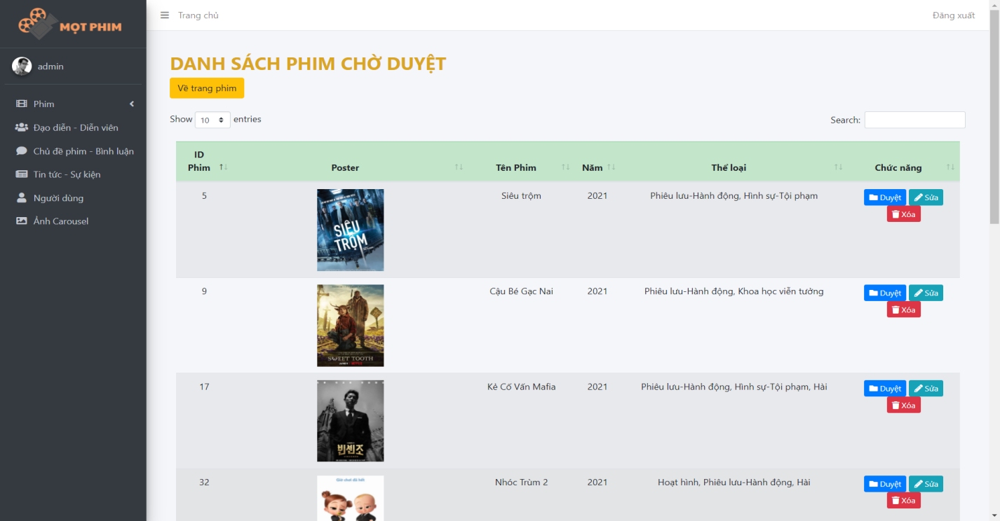 MỌT PHIM
Trang chủ
Đăng xuất
admin
Phim
Đạo diễn - Diễn viên
Chủ đề phim - Bình luận
Tin tức - Sự kiện
Người dùng
Ảnh Carousel
DANH SÁCH PHIM CHỜ DUYỆT
Về trang phim
Show 10 entries
Search:
ID Phim Poster Tên Phim Năm Thể loại Chức năng
5 Siêu trộm 2021 Phiêu lưu-Hành động, Hình sự-Tội phạm Duyệt Sửa
Xóa
SIÊU
TRỘM
9 Cậu Bé Gạc Nai 2021 Phiêu lưu-Hành động, Khoa học viễn tưởng Duyệt Sửa
Xóa
SWEET TOOTH
17 Kẻ Cố Vấn Mafia 2021 Phiêu lưu-Hành động, Hình sự-Tội phạm, Hài Duyệt Sửa
Xóa
빈센조
32 Nhóc Trùm 2 2021 Hoạt hình, Phiêu lưu-Hành động, Hài Duyệt Sửa
Xóa